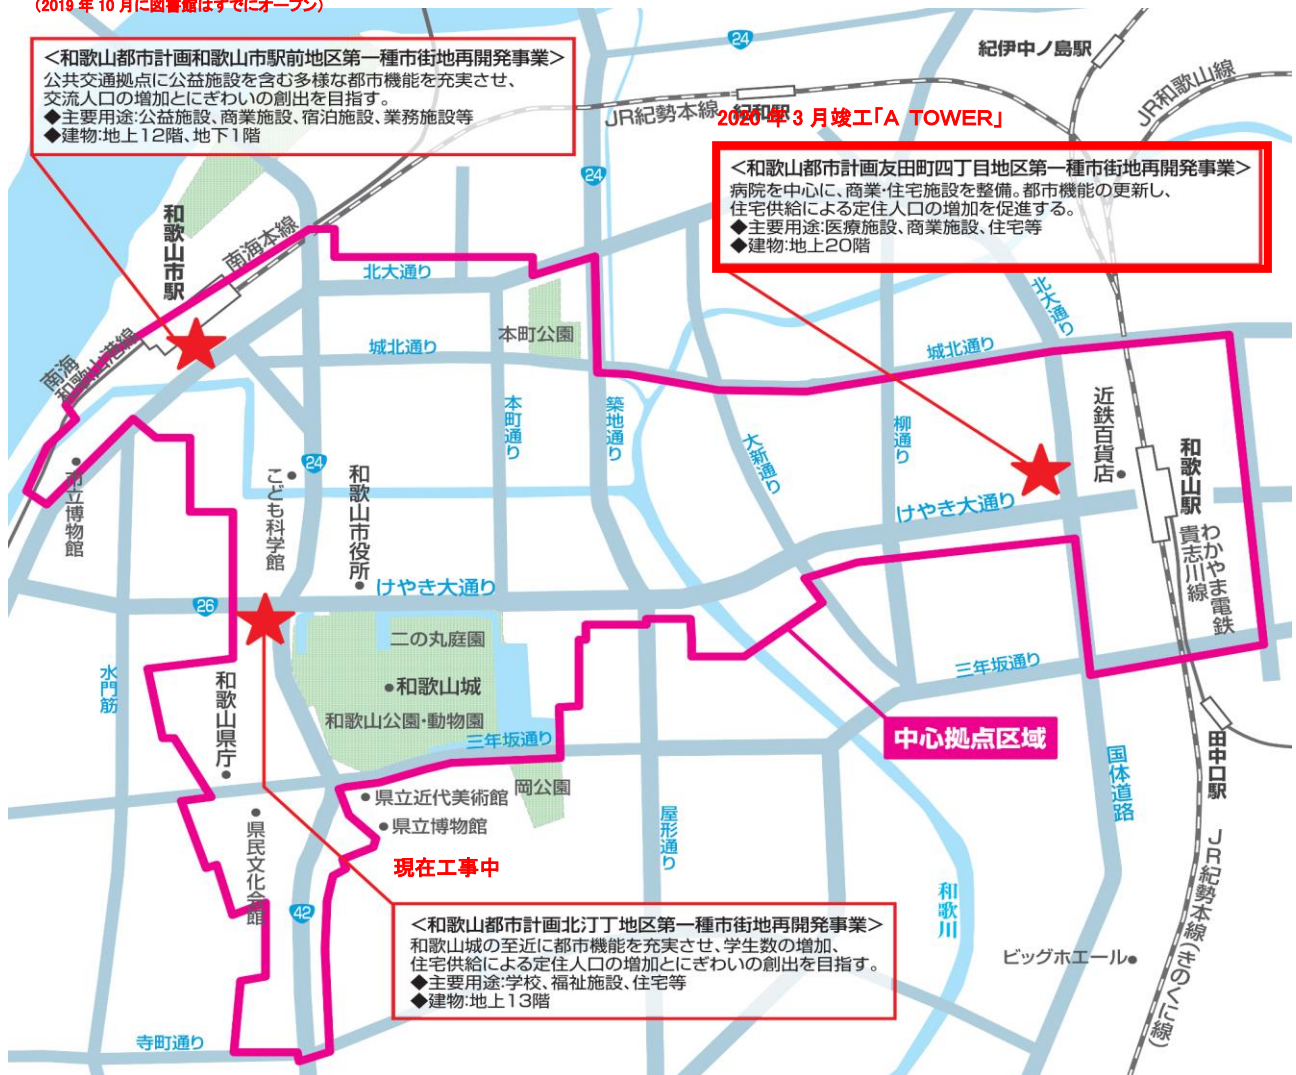 (2019 年 10 月に図書館はすでにオープン)
<和歌山都市計画和歌山市駅前地区第一種市街地再開発事業>
公共交通拠点に公益施設を含む多様な都市機能を充実させ、
交流人口の増加とにぎわいの創出を目指す。
◆主要用途:公益施設、商業施設、宿泊施設、業務施設等
◆建物:地上12階、地下1階
24
紀伊中ノ島駅
JR和歌山線
JR紀勢本線
紀和駅
2020 年 3 月竣工「A TOWER」
<和歌山都市計画友田町四丁目地区第一種市街地再開発事業>
病院を中心に、商業・住宅施設を整備。都市機能の更新し、
住宅供給による定住人口の増加を促進する。
◆主要用途:医療施設、商業施設、住宅等
◆建物:地上20階
24
和歌山市駅
南海本線
北大通り
北大通り
本町公園
城北通り
城北通り
南海
和歌山港線
本町通り
築地通り
大新通り
柳通り
近鉄百貨店
和歌山駅
市立博物館
こども科学館
24
和歌山市役所
けやき大通り
わかやま電鉄
貴志川線
26
けやき大通り
二の丸庭園
和歌山城
和歌山公園・動物園
三年坂通り
三年坂通り
水門筋
和歌山県庁
中心拠点区域
国体道路
田中口駅
岡公園
県立近代美術館
県立博物館
屋形通り
県民文化会館
現在工事中
42
和歌川
JR紀勢本線(きのくに線)
ビッグホエール
<和歌山都市計画北汀丁地区第一種市街地再開発事業>
和歌山城の至近に都市機能を充実させ、学生数の増加、
住宅供給による定住人口の増加とにぎわいの創出を目指す。
◆主要用途:学校、福祉施設、住宅等
◆建物:地上13階
寺町通り